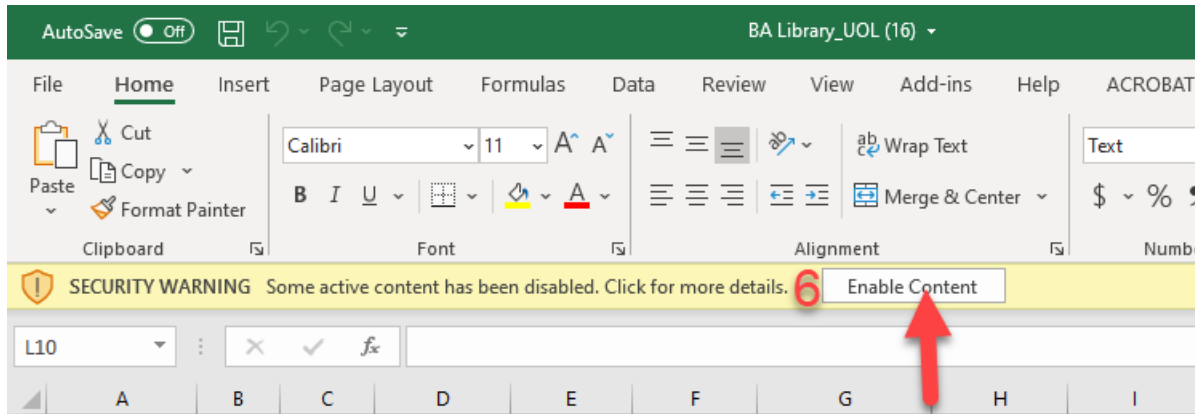 AutoSave Off BA Library_UOL (16)
File Home Insert Page Layout Formulas Data Review View Add-ins Help ACROBAT
Cut
Copy
Format Painter
Paste
Calibri 11 A^ A˅
B I U A
ab
c Wrap Text
Merge & Center
Text
$ %
Clipboard Font Alignment Numb
SECURITY WARNING Some active content has been disabled. Click for more details. 6 Enable Content
L10 fx
A B C D E F G H I